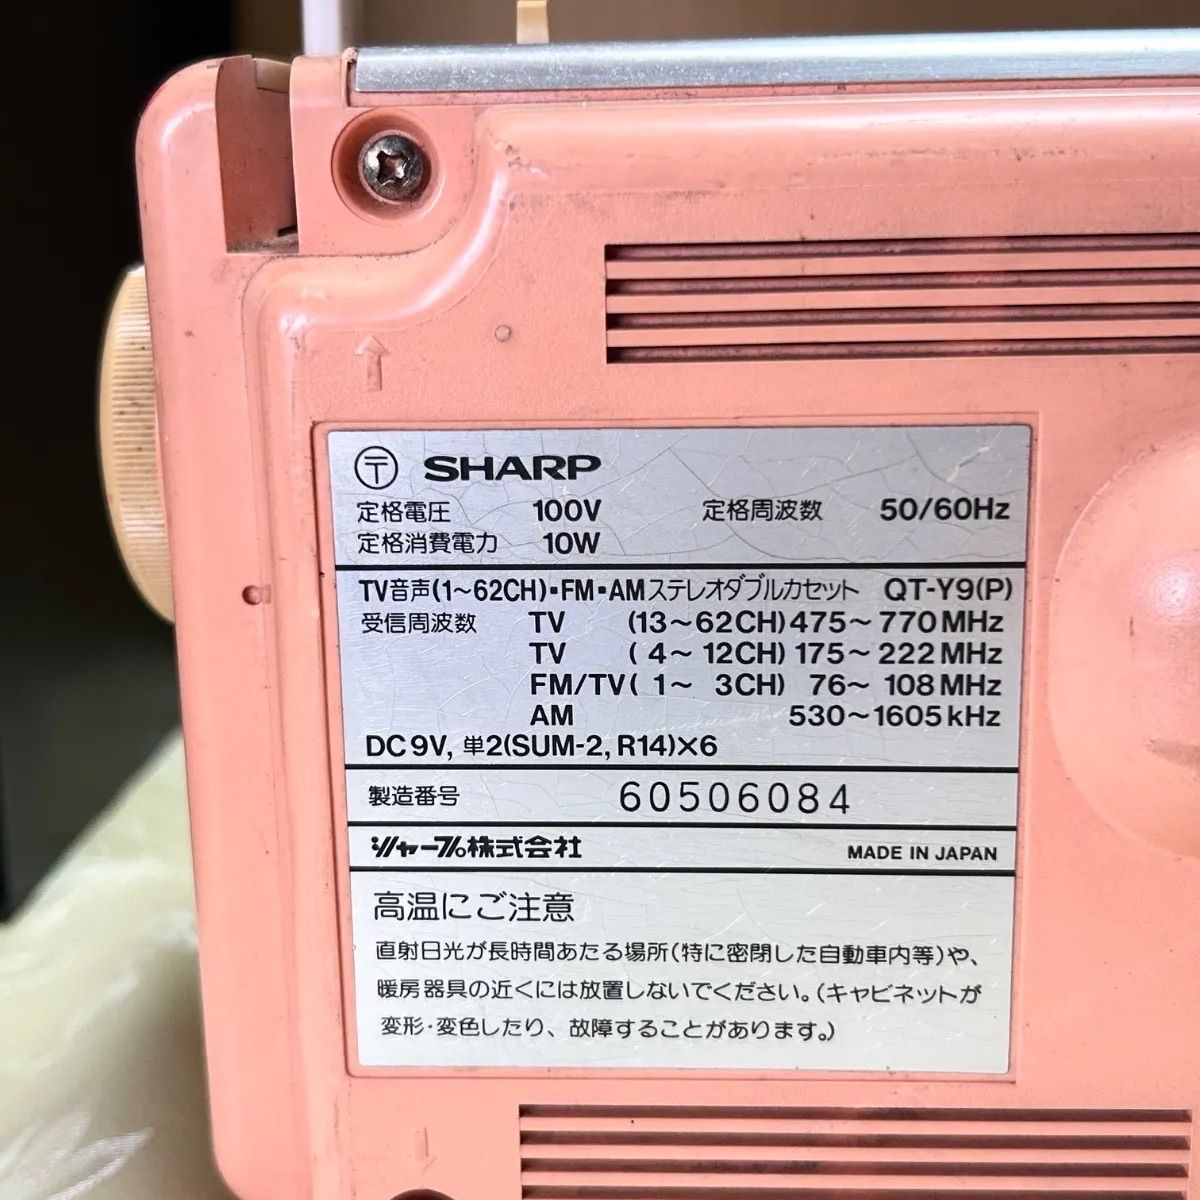 〒 SHARP
定格電圧 100V 定格周波数 50/60Hz
定格消費電力 10W
TV音声(1~62CH)・FM・AMステレオダブルカセット QT-Y9(P)
受信周波数 TV (13~62CH) 475~770MHz
TV (4~12CH) 175~222MHz
FM/TV(1~3CH) 76~108MHz
AM 530~1605kHz
DC9V, 単2(SUM-2, R14)×6
製造番号 60506084
シャープ株式会社 MADE IN JAPAN
高温にご注意
直射日光が長時間あたる場所(特に密閉した自動車内等)や、
暖房器具の近くには放置しないでください。(キャビネットが
変形・変色したり、故障することがあります。)